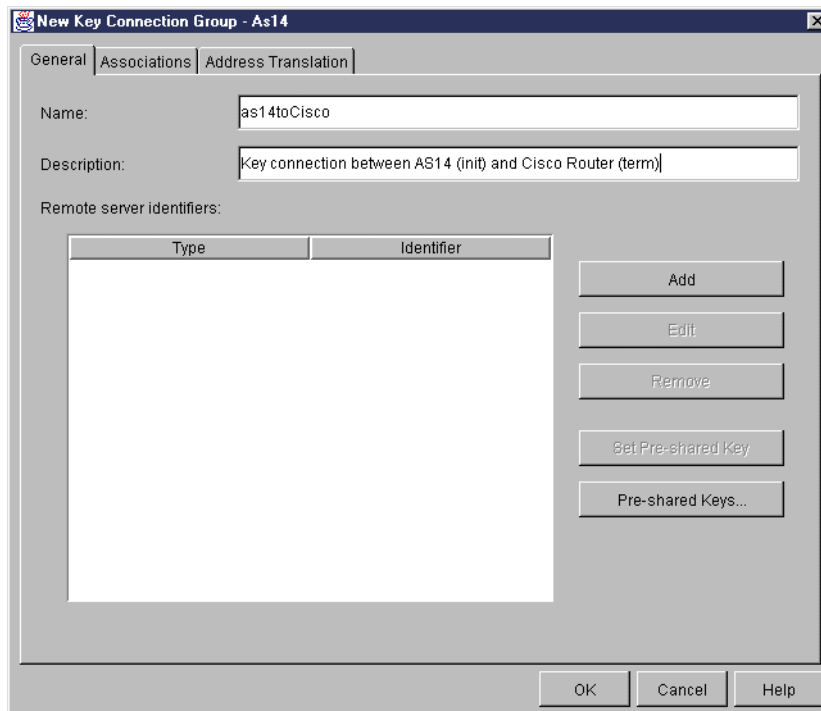 New Key Connection Group - As14
General Associations Address Translation
Name: as14toCisco
Description: Key connection between AS14 (init) and Cisco Router (term)
Remote server identifiers:
Type Identifier
Add
Edit
Remove
Set Pre-shared Key
Pre-shared Keys...
OK Cancel Help